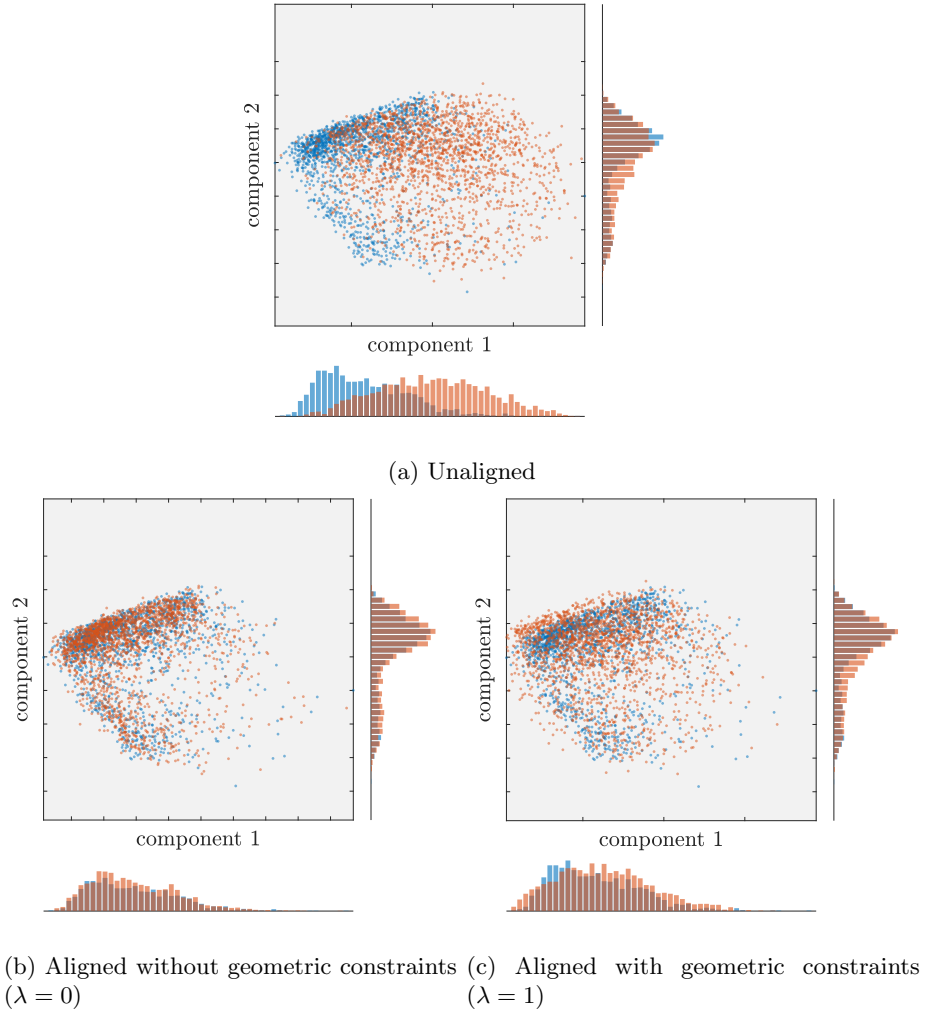 component 2
component 1
(a) Unaligned
component 2
component 1
component 2
component 1
(b) Aligned without geometric constraints
(λ = 0)
(c) Aligned with geometric constraints
(λ = 1)